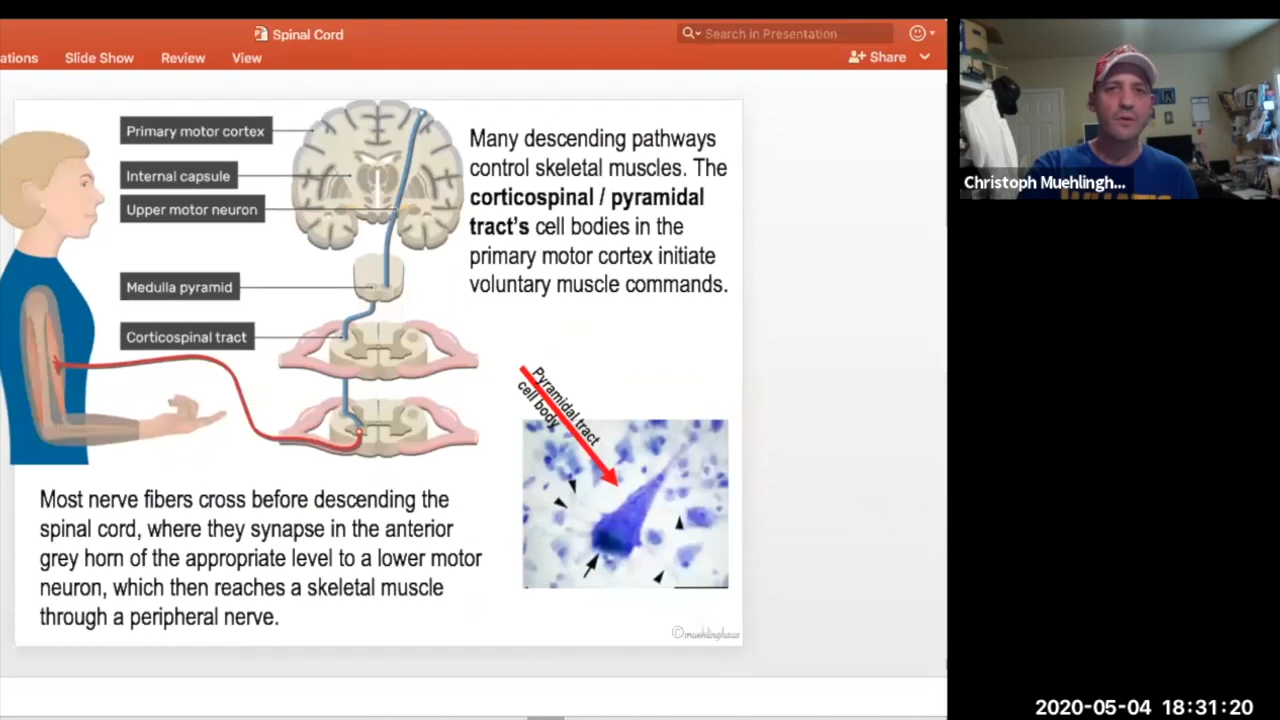 Spinal Cord
Search in Presentation
ations Slide Show Review View
Share
Primary motor cortex
Internal capsule
Upper motor neuron
Medulla pyramid
Corticospinal tract
Many descending pathways
control skeletal muscles. The
corticospinal / pyramidal
tract's cell bodies in the
primary motor cortex initiate
voluntary muscle commands.
Pyramidal tract
cell body
Most nerve fibers cross before descending the
spinal cord, where they synapse in the anterior
grey horn of the appropriate level to a lower motor
neuron, which then reaches a skeletal muscle
through a peripheral nerve.
©muehlinghaus
Christoph Muehlingh...
2020-05-04 18:31:20